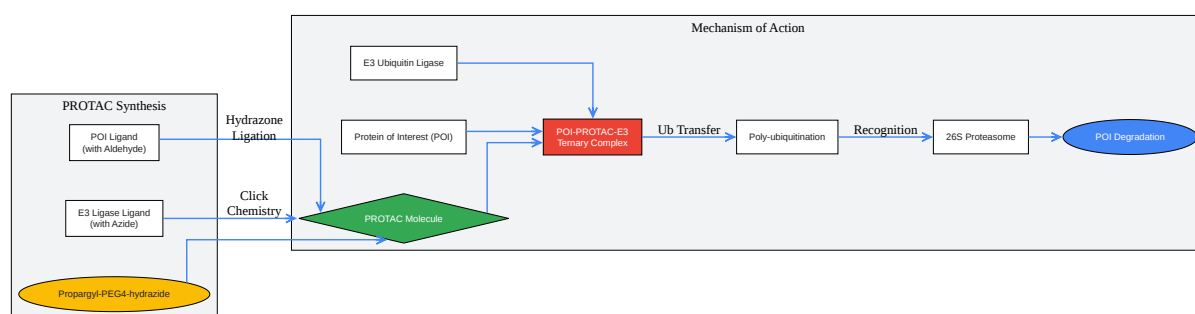 Mechanism of Action
E3 Ubiquitin Ligase
PROTAC Synthesis
Hydrazone
Ligation
POI Ligand
(with Aldehyde)
Protein of Interest (POI)
POI-PROTAC-E3
Ternary Complex
Ub Transfer
Poly-ubiquitination
Recognition
26S Proteasome
POI Degradation
Click
Chemistry
E3 Ligase Ligand
(with Azide)
PROTAC Molecule
Propargyl-PEG4-hydrazide